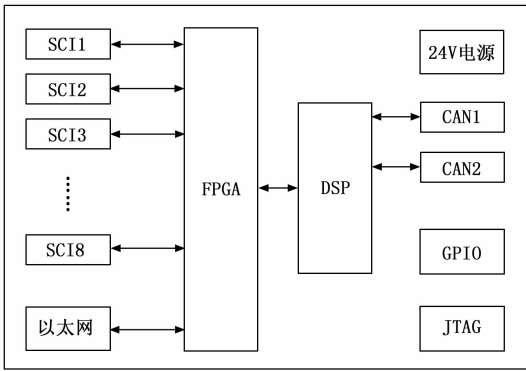 SCI1
SCI2
SCI3
SCI8
以太网
FPGA
DSP
24V电源
CAN1
CAN2
GPIO
JTAG